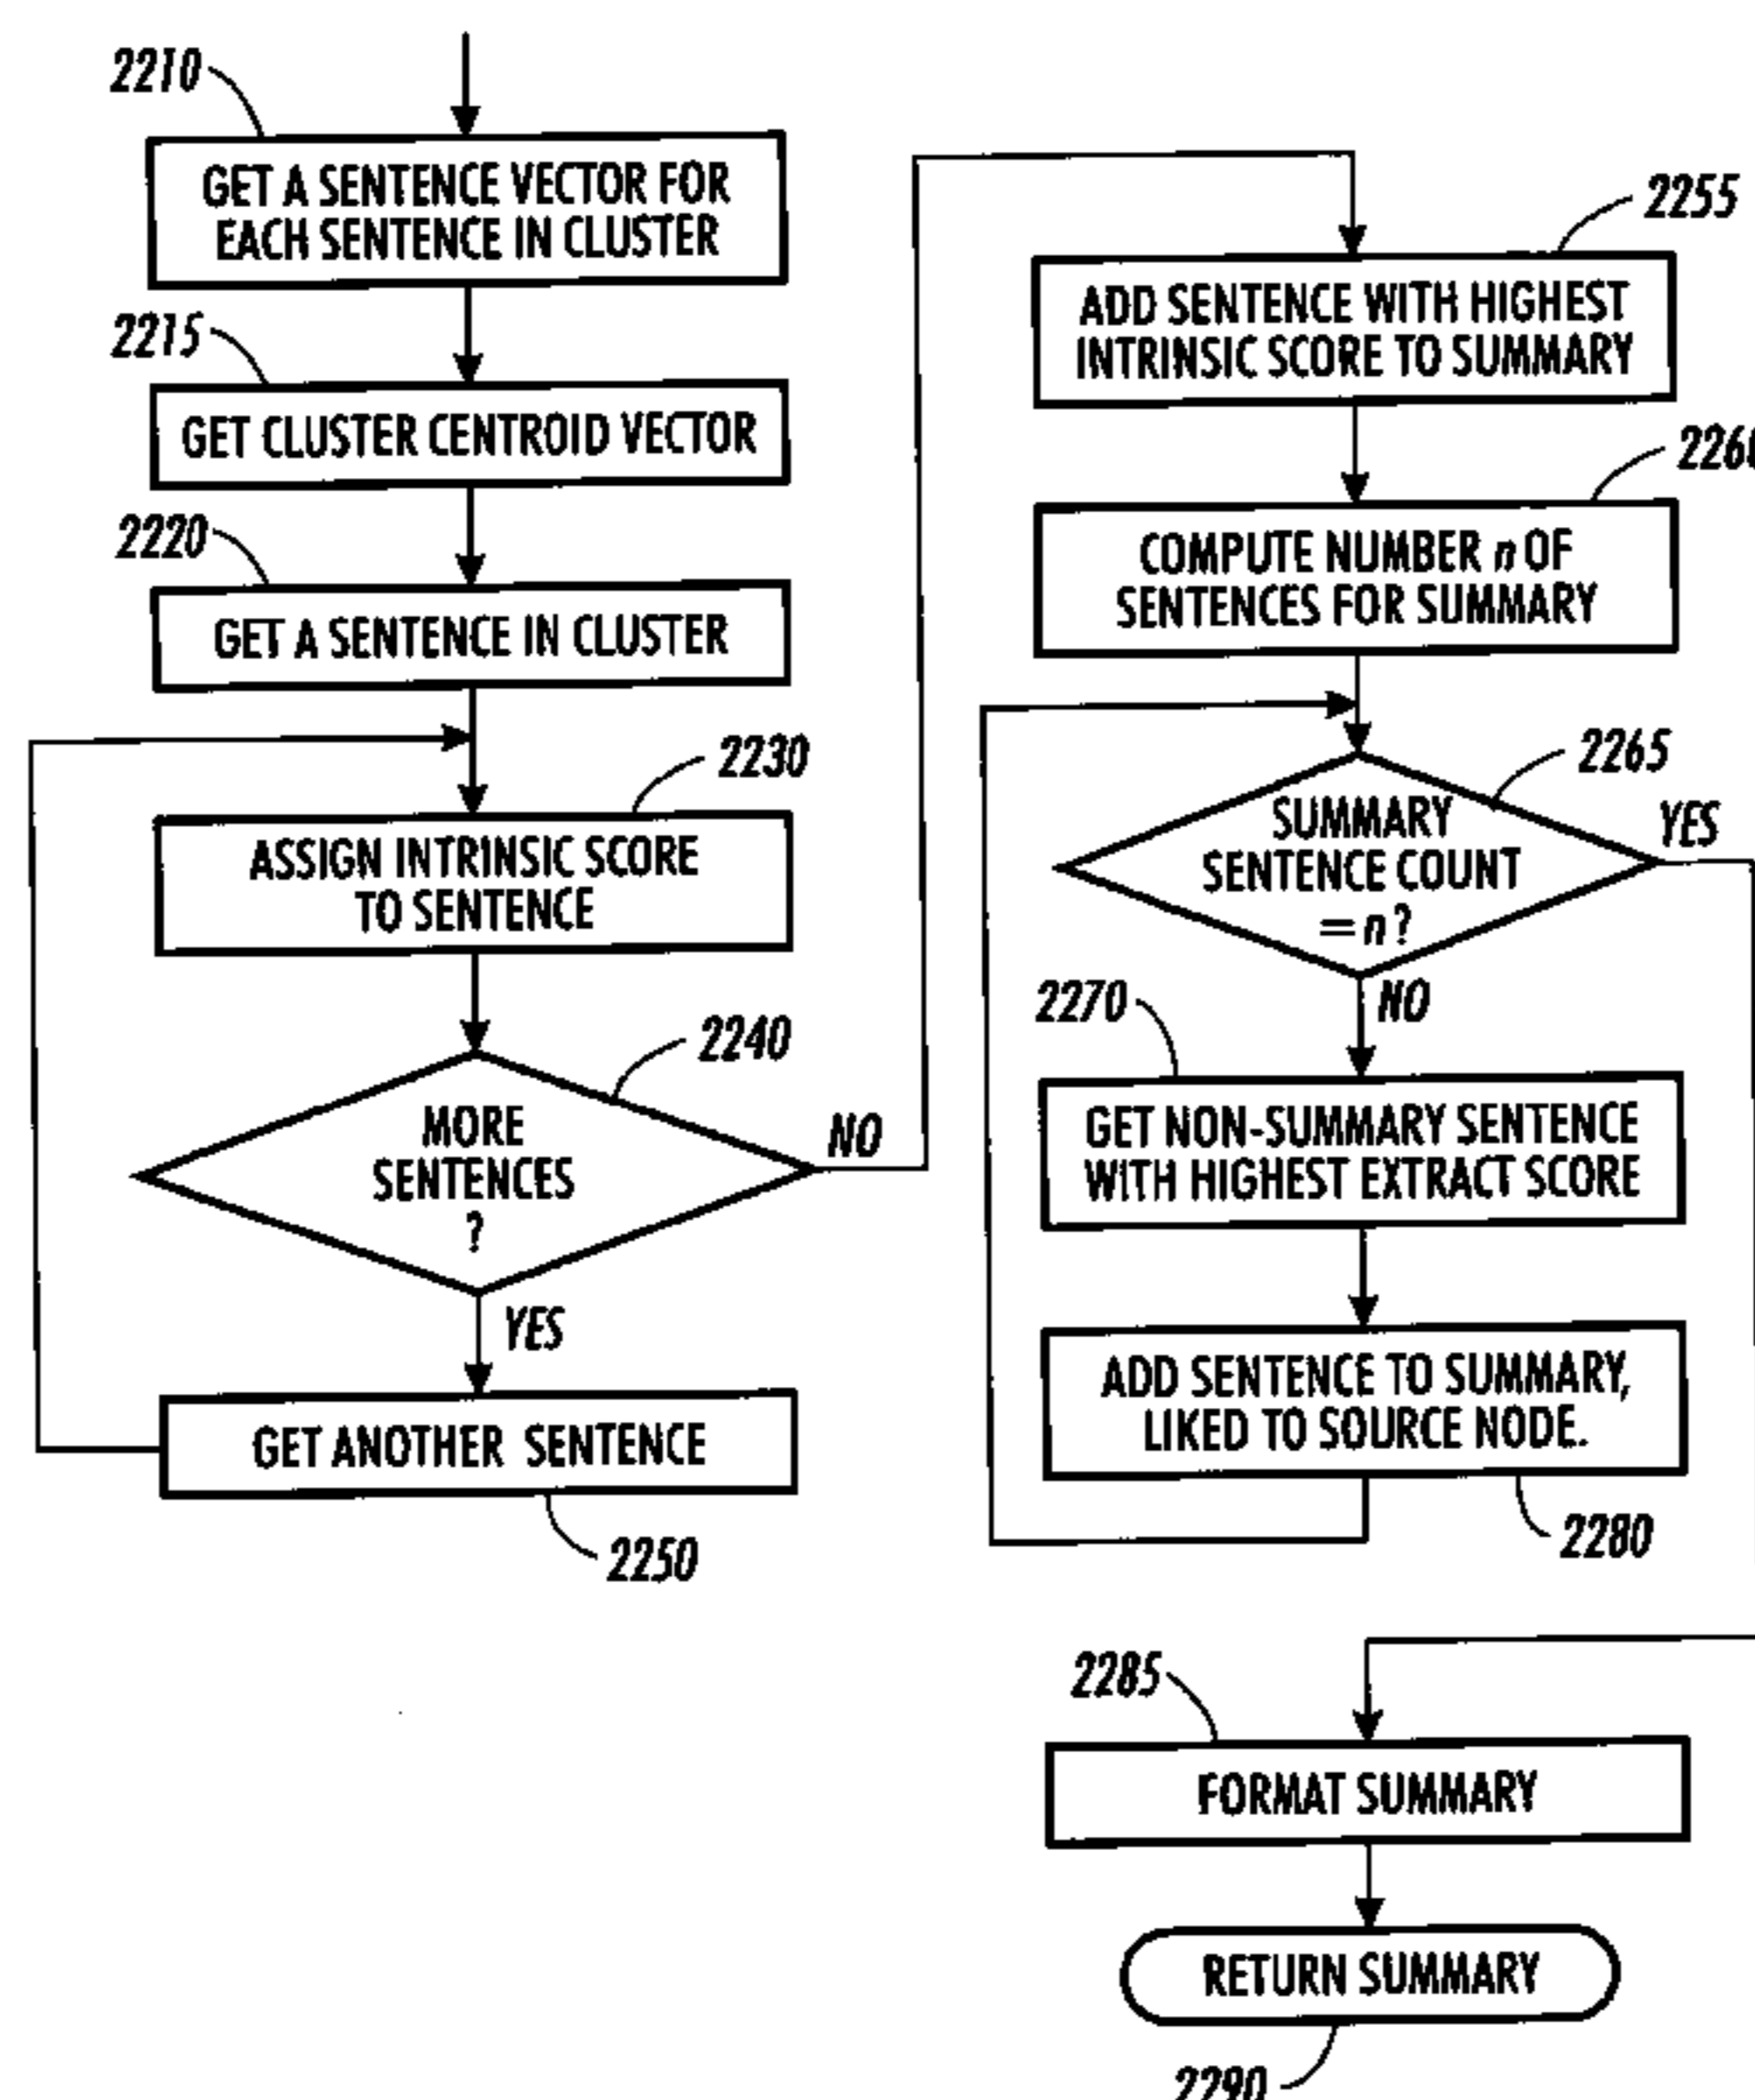 2210
GET A SENTENCE VECTOR FOR
EACH SENTENCE IN CLUSTER
2215
GET CLUSTER CENTROID VECTOR
2220
GET A SENTENCE IN CLUSTER
2230
ASSIGN INTRINSIC SCORE
TO SENTENCE
2240
MORE
SENTENCES
?
NO
YES
GET ANOTHER SENTENCE
2250
2255
ADD SENTENCE WITH HIGHEST
INTRINSIC SCORE TO SUMMARY
2260
COMPUTE NUMBER n OF
SENTENCES FOR SUMMARY
2265
SUMMARY
SENTENCE COUNT
= n ?
YES
NO
2270
GET NON-SUMMARY SENTENCE
WITH HIGHEST EXTRACT SCORE
ADD SENTENCE TO SUMMARY,
LIKED TO SOURCE NODE.
2280
2285
FORMAT SUMMARY
RETURN SUMMARY
2290